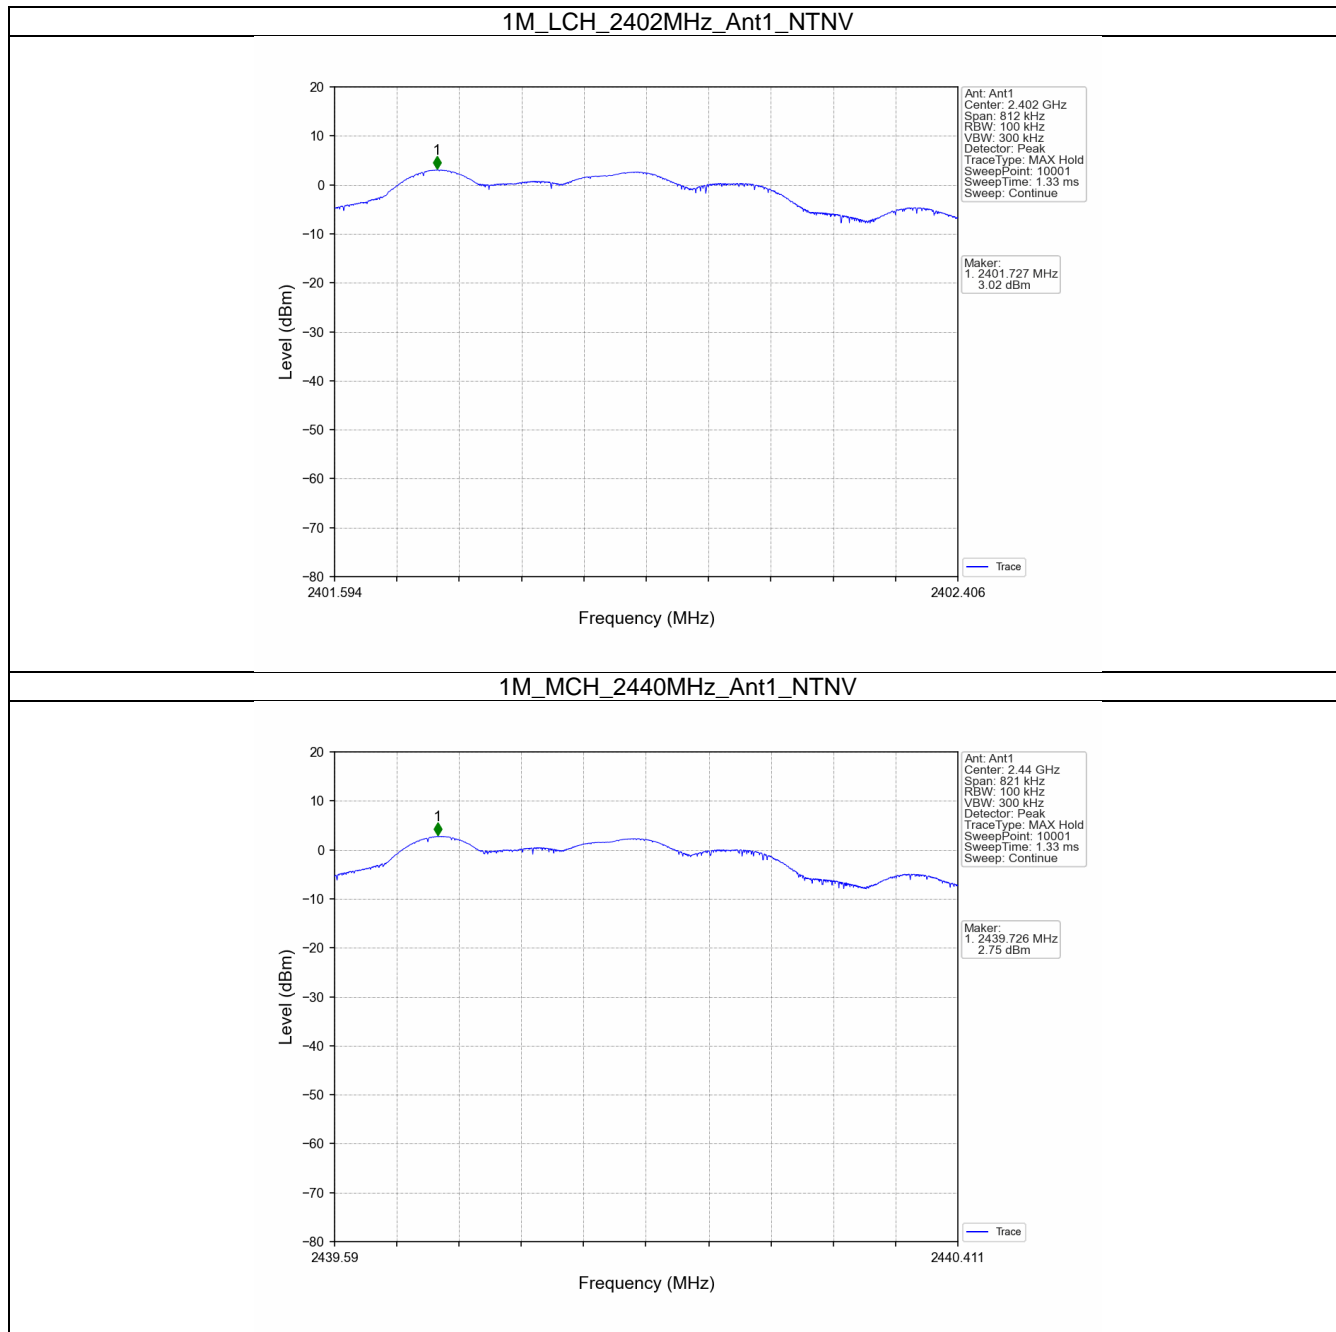 1M_LCH_2402MHz_Ant1_NTNV
20
10
0
−10
−20
−30
−40
−50
−60
−70
−80
Level (dBm)
1
2401.594
2402.406
Frequency (MHz)
Ant: Ant1
Center: 2.402 GHz
Span: 812 kHz
RBW: 100 kHz
VBW: 300 kHz
Detector: Peak
TraceType: MAX Hold
SweepPoint: 10001
SweepTime: 1.33 ms
Sweep: Continue
Maker:
1. 2401.727 MHz
3.02 dBm
Trace
1M_MCH_2440MHz_Ant1_NTNV
20
10
0
−10
−20
−30
−40
−50
−60
−70
−80
Level (dBm)
1
2439.59
2440.411
Frequency (MHz)
Ant: Ant1
Center: 2.44 GHz
Span: 821 kHz
RBW: 100 kHz
VBW: 300 kHz
Detector: Peak
TraceType: MAX Hold
SweepPoint: 10001
SweepTime: 1.33 ms
Sweep: Continue
Maker:
1. 2439.726 MHz
2.75 dBm
Trace